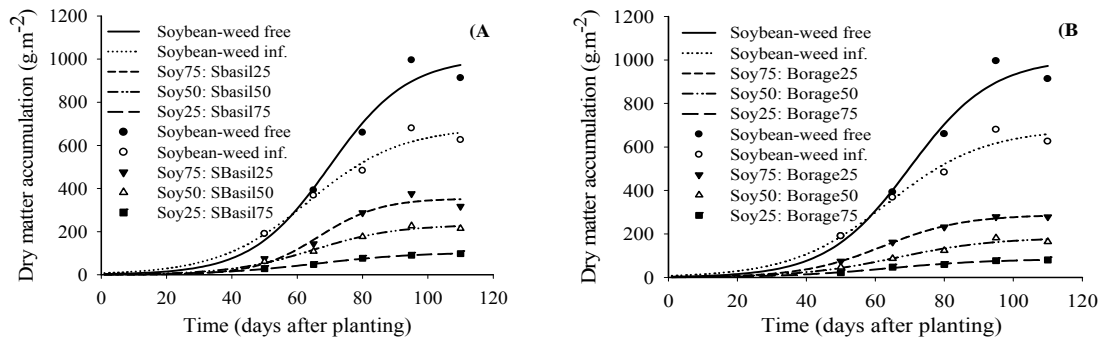 Dry matter accumulation (g.m-2)
1200
1000
800
600
400
200
0
(A
Soybean-weed free
Soybean-weed inf.
Soy75: Sbasil25
Soy50: Sbasil50
Soy25: Sbasil75
Soybean-weed free
Soybean-weed inf.
Soy75: SBasil25
Soy50: SBasil50
Soy25: SBasil75
0 20 40 60 80 100 120
Time (days after planting)
Dry matter accumulation (g.m-2)
1200
1000
800
600
400
200
0
(B
Soybean-weed free
Soybean-weed inf.
Soy75: Borage25
Soy50: Borage50
Soy25: Borage75
Soybean-weed free
Soybean-weed inf.
Soy75: Borage25
Soy50: Borage50
Soy25: Borage75
0 20 40 60 80 100 120
Time (days after planting)